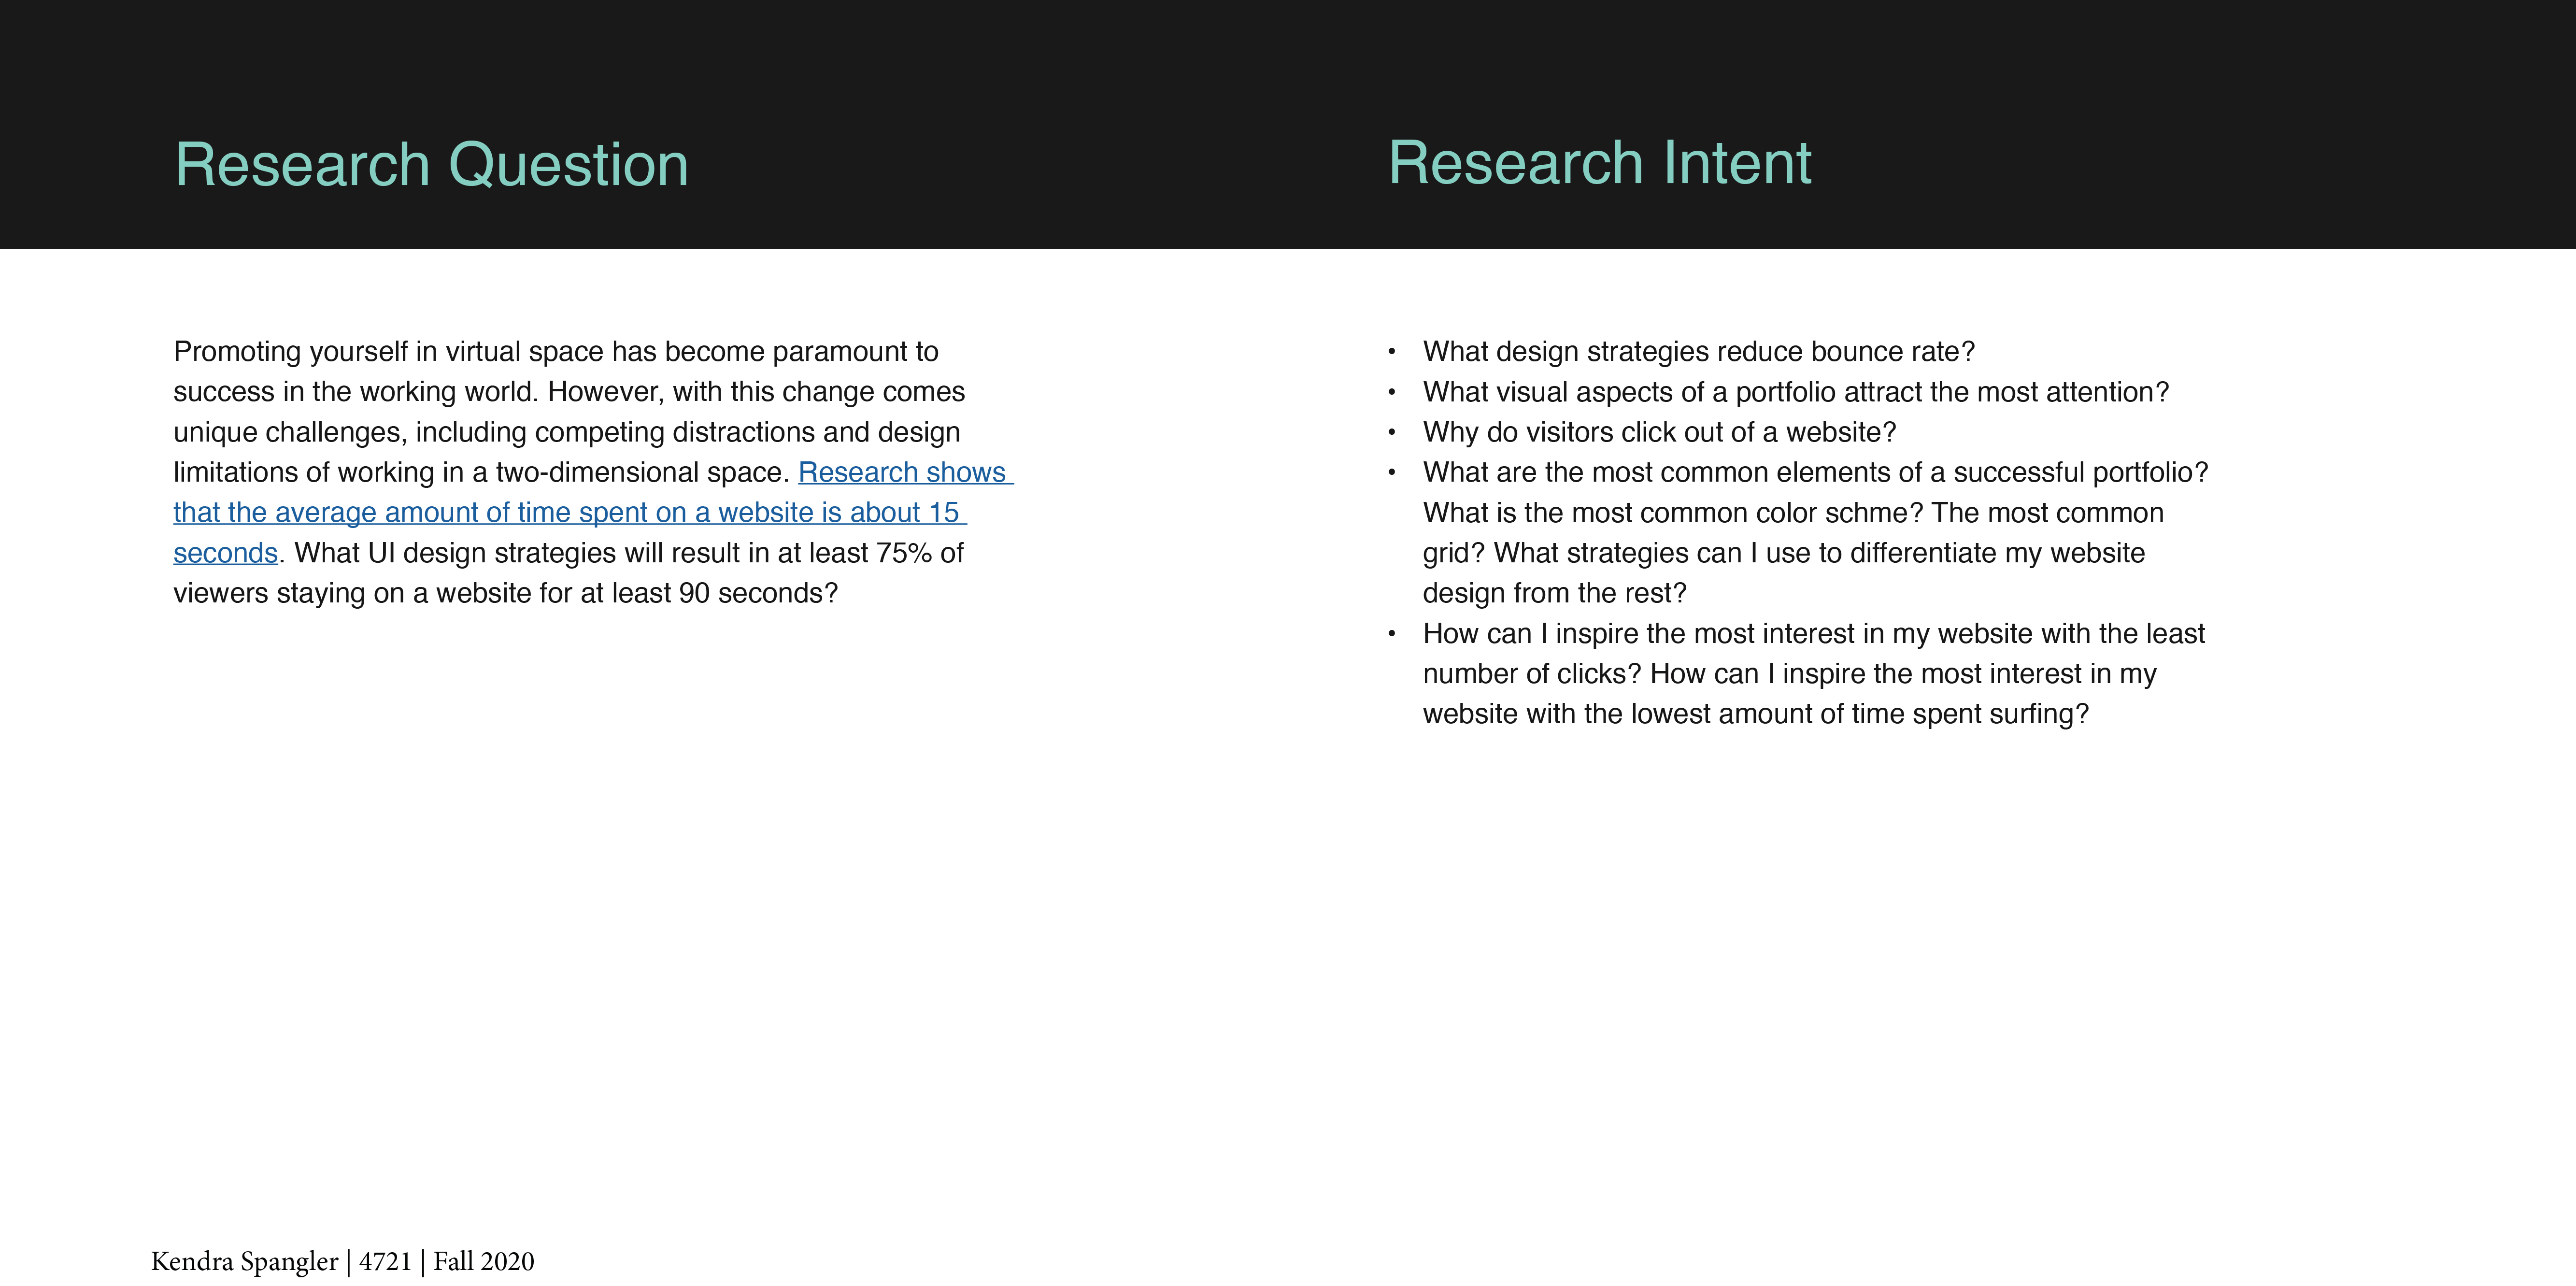 Research Question
Promoting yourself in virtual space has become paramount to
success in the working world. However, with this change comes
unique challenges, including competing distractions and design
limitations of working in a two-dimensional space. Research shows
that the average amount of time spent on a website is about 15
seconds. What UI design strategies will result in at least 75% of
viewers staying on a website for at least 90 seconds?
Research Intent
• What design strategies reduce bounce rate?
• What visual aspects of a portfolio attract the most attention?
• Why do visitors click out of a website?
• What are the most common elements of a successful portfolio?
What is the most common color schme? The most common
grid? What strategies can I use to differentiate my website
design from the rest?
• How can I inspire the most interest in my website with the least
number of clicks? How can I inspire the most interest in my
website with the lowest amount of time spent surfing?
Kendra Spangler | 4721 | Fall 2020